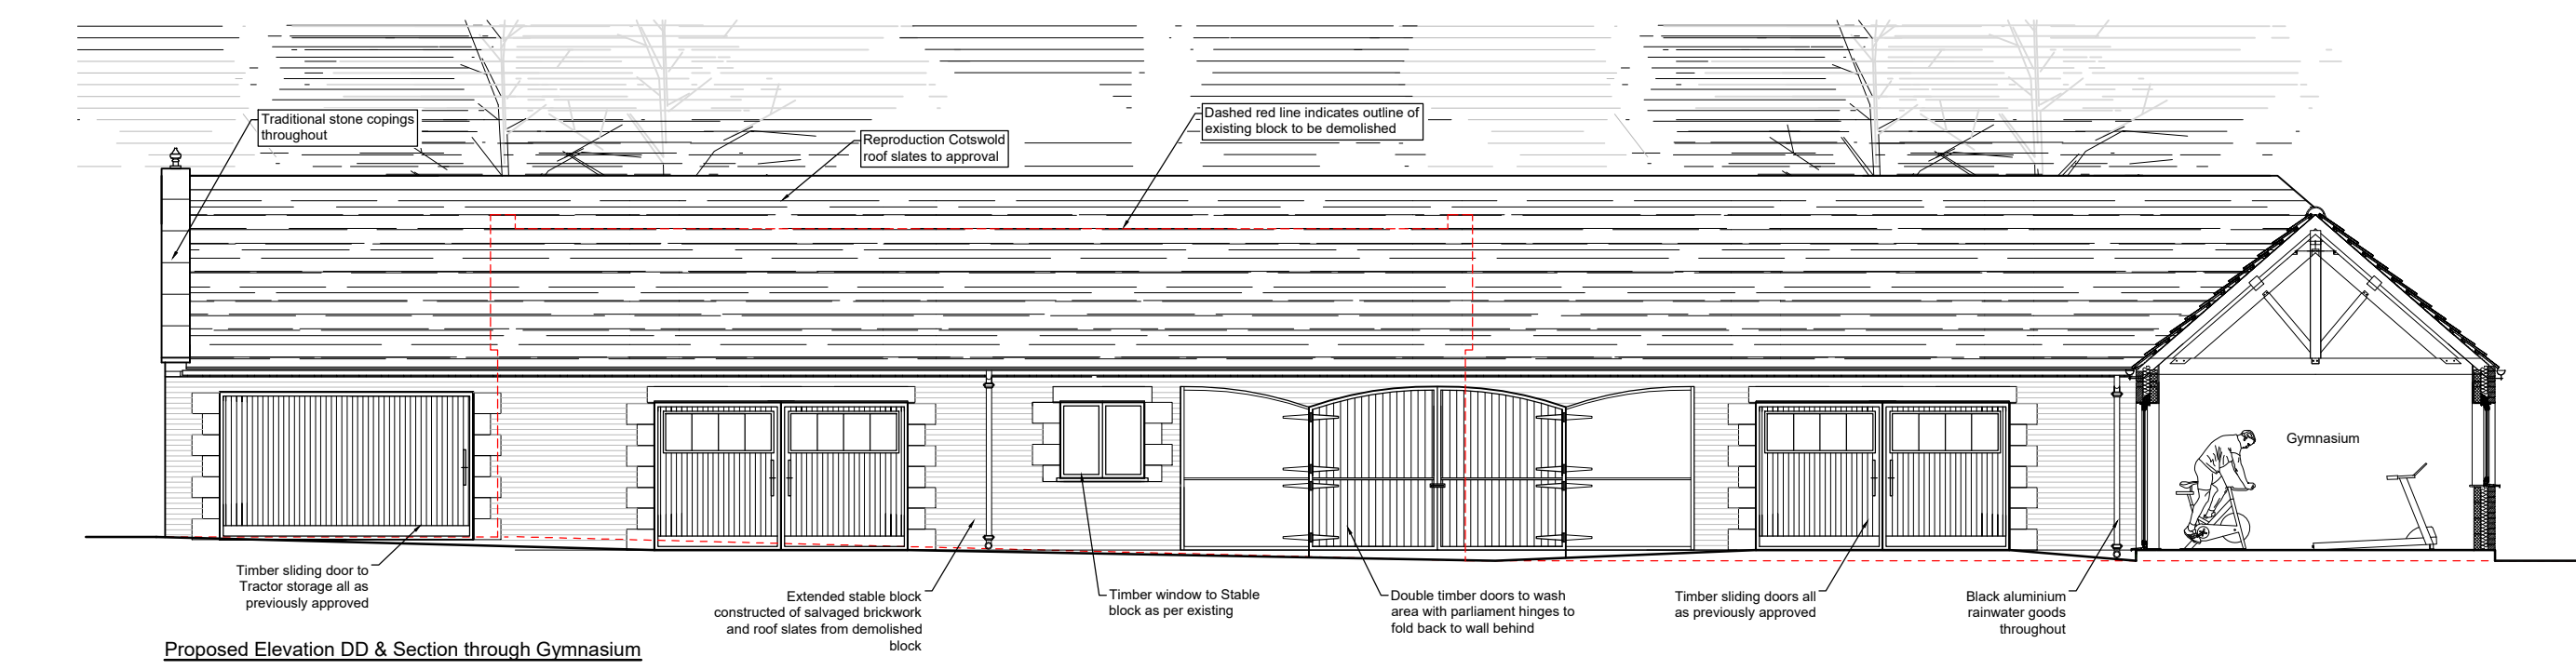 Traditional stone copings
throughout
Reproduction Cotswold
roof slates to approval
Dashed red line indicates outline of
existing block to be demolished
Gymnasium
Timber sliding door to
Tractor storage all as
previously approved
Extended stable block
constructed of salvaged brickwork
and roof slates from demolished
block
Timber window to Stable
block as per existing
Double timber doors to wash
area with parliament hinges to
fold back to wall behind
Timber sliding doors all
as previously approved
Black aluminium
rainwater goods
throughout
Proposed Elevation DD & Section through Gymnasium